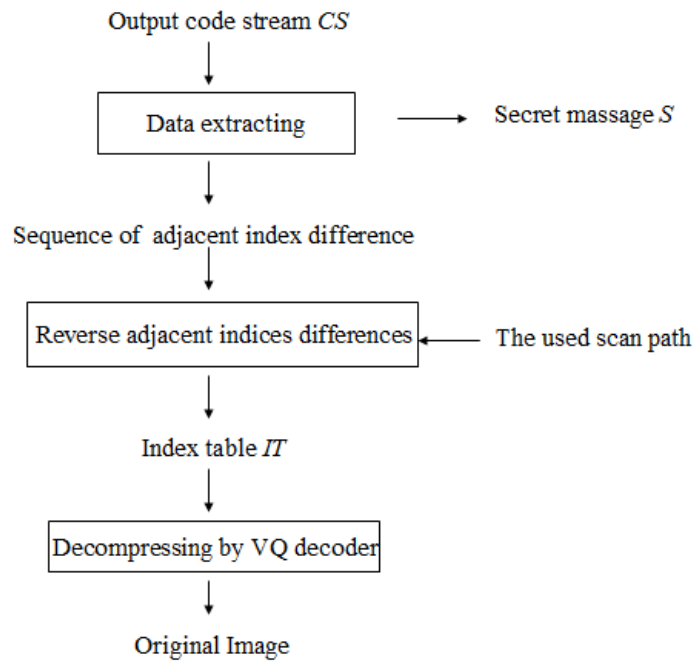 Output code stream CS
Data extracting
Secret massage S
Sequence of adjacent index difference
Reverse adjacent indices differences
The used scan path
Index table IT
Decompressing by VQ decoder
Original Image